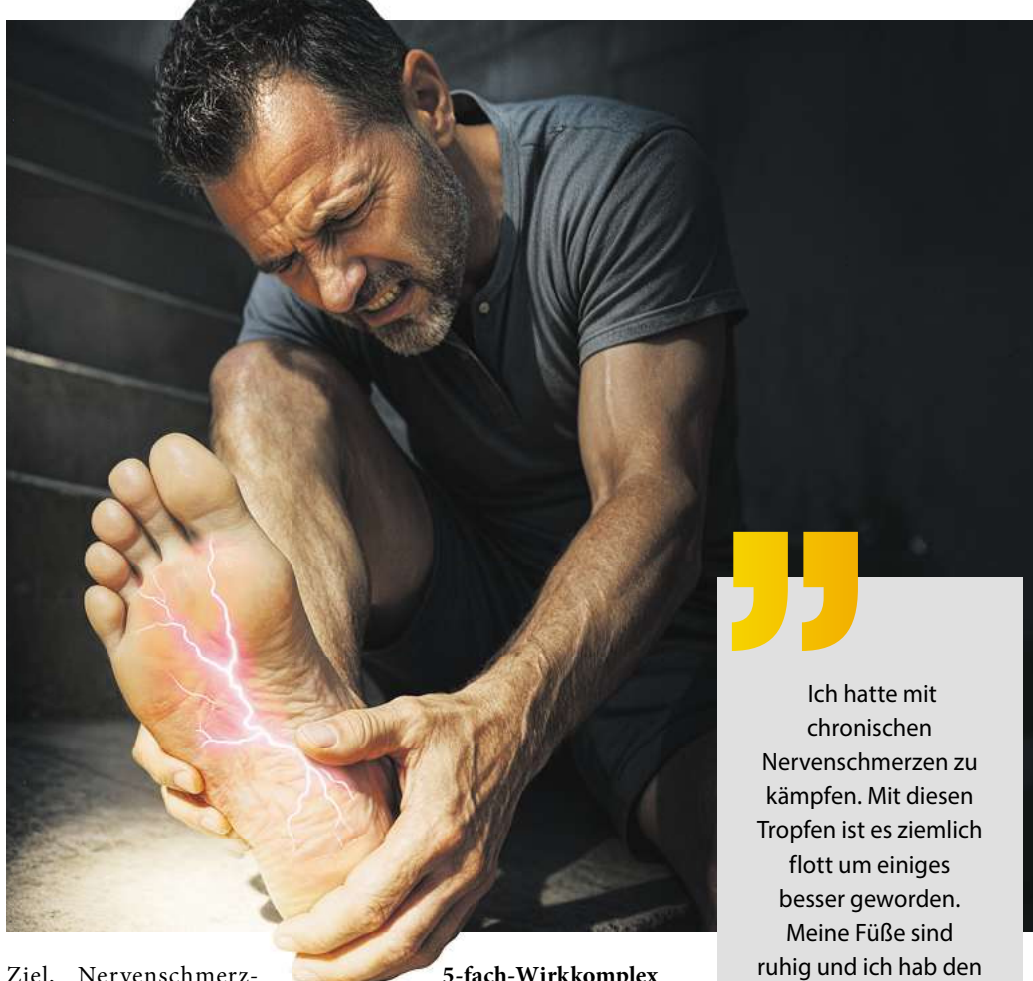 Ich hatte mit
chronischen
Nervenschmerzen zu
kämpfen. Mit diesen
Tropfen ist es ziemlich
flott um einiges
besser geworden.
Meine Füße sind
ruhig und ich hab den
Ziel. Nervenschmerz-
5-fach-Wirkkomplex